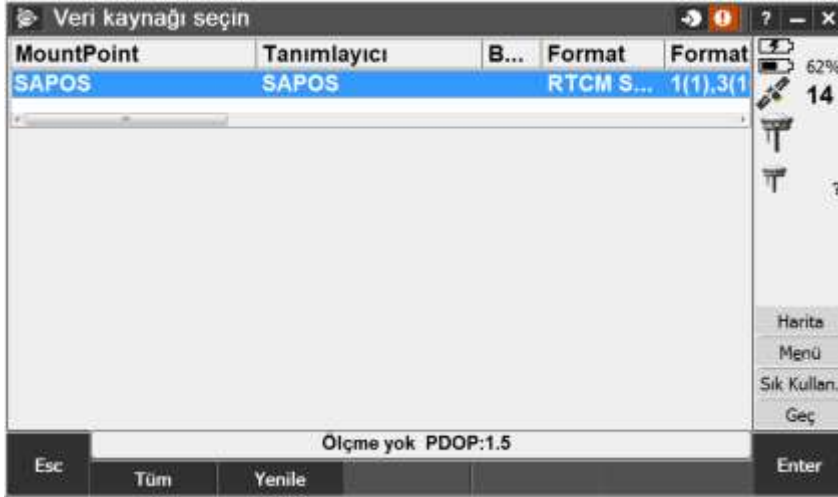 Veri kaynağı seçin ? – ×
MountPoint Tanımlayıcı B... Format Format
SAPOS SAPOS RTCM S... 1(1),3(1
62%
14
?
Harita
Menü
Sık Kullan.
Geç
Ölçme yok PDOP:1.5
Esc Tüm Yenile Enter